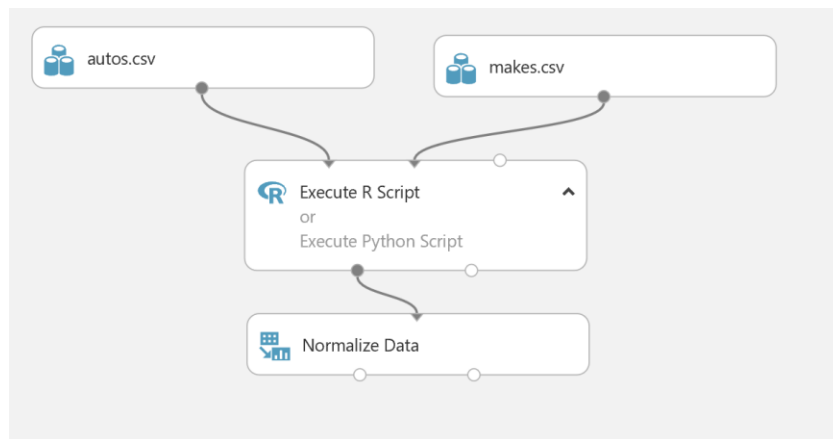 autos.csv
makes.csv
Execute R Script
or
Execute Python Script
Normalize Data